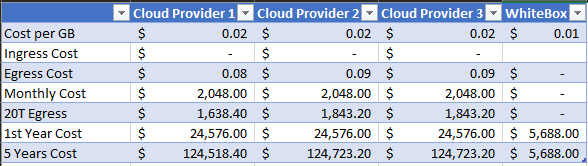 Cloud Provider 1 Cloud Provider 2 Cloud Provider 3 WhiteBox
Cost per GB $ 0.02 $ 0.02 $ 0.02 $ 0.01
Ingress Cost $ - $ - $ -
Egress Cost $ 0.08 $ 0.09 $ 0.09 $ -
Monthly Cost $ 2,048.00 $ 2,048.00 $ 2,048.00 $ -
20T Egress $ 1,638.40 $ 1,843.20 $ 1,843.20 $ -
1st Year Cost $ 24,576.00 $ 24,576.00 $ 24,576.00 $ 5,688.00
5 Years Cost $ 124,518.40 $ 124,723.20 $ 124,723.20 $ 5,688.00